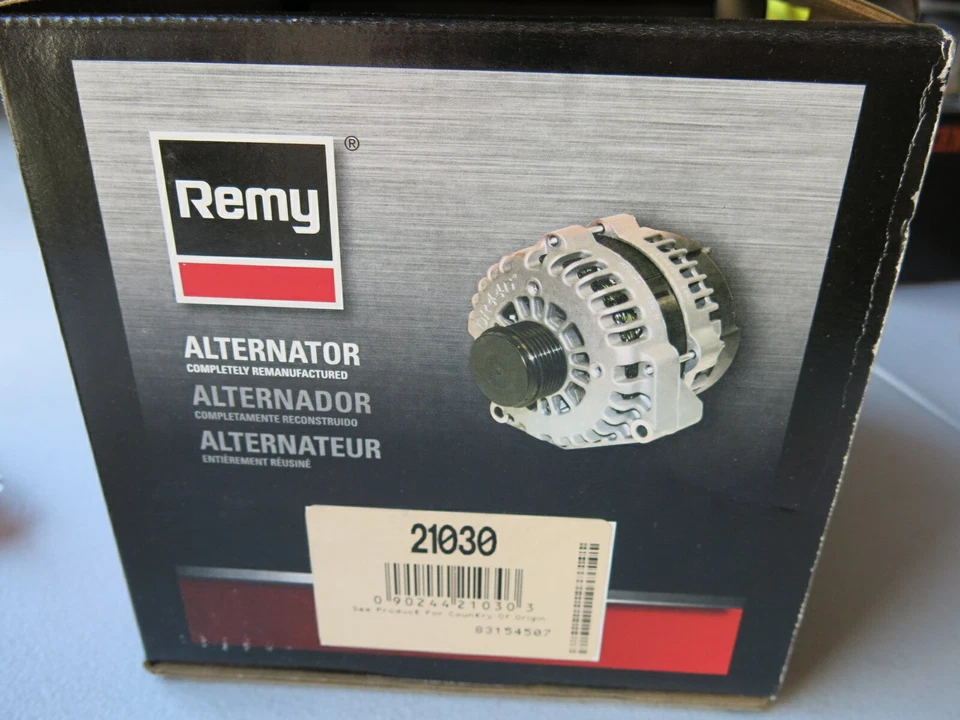 Remy®
ALTERNATOR
COMPLETELY REMANUFACTURED
ALTERNADOR
COMPLETAMENTE RECONSTRUIDO
ALTERNATEUR
ENTIÈREMENT RÉUSINÉ
21030
0 90244 21030 3
See Product For Country Of Origin
83154507